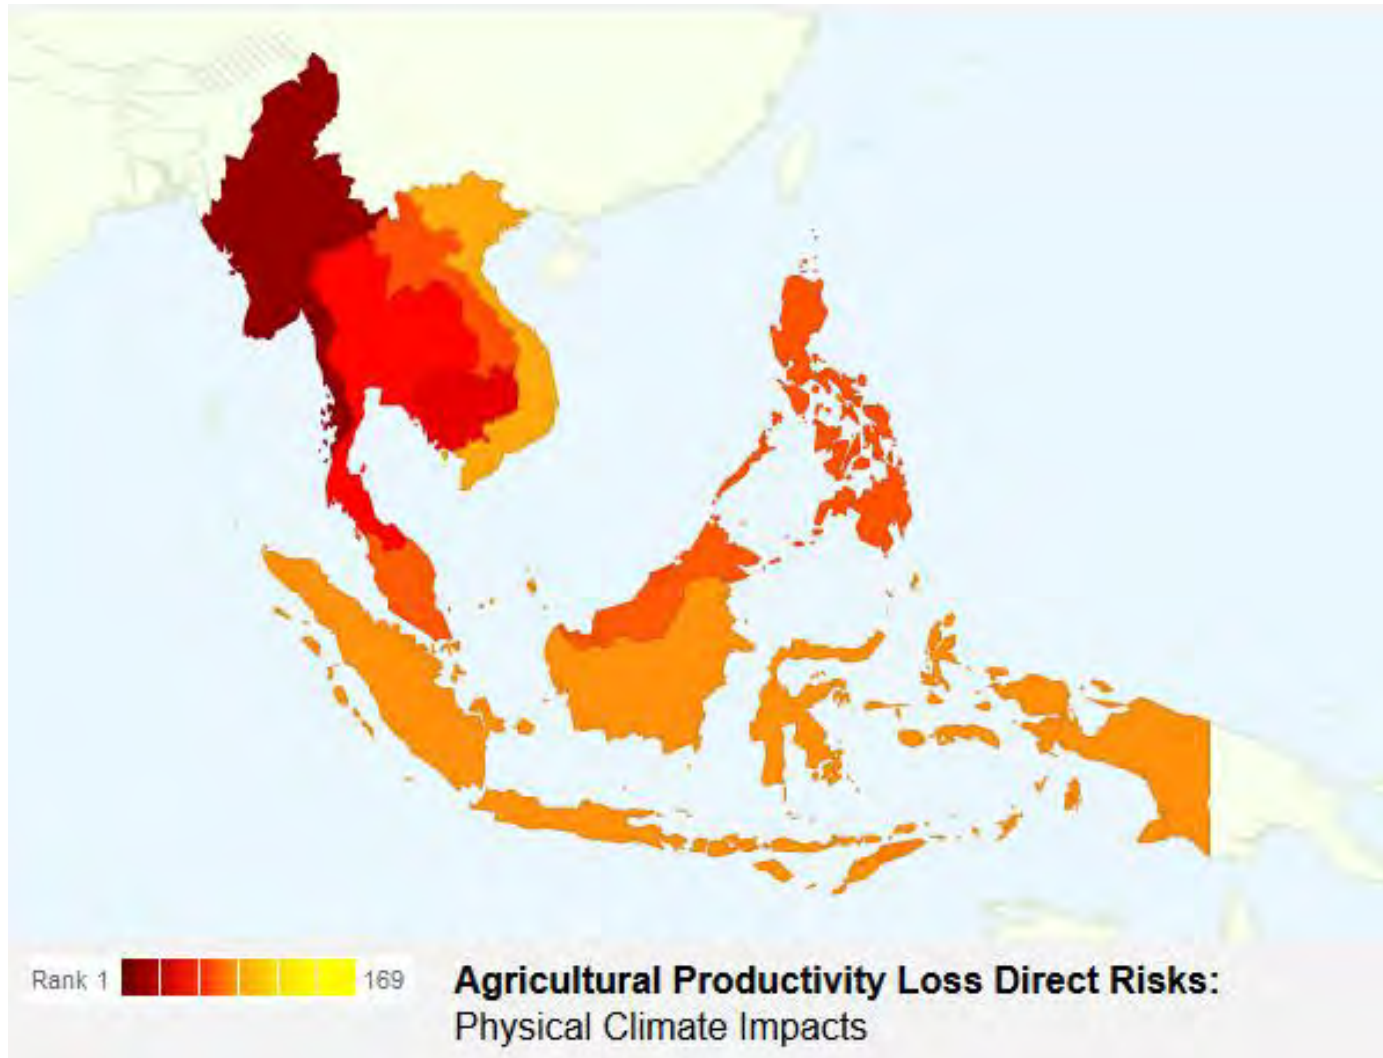 Rank 1 169
Agricultural Productivity Loss Direct Risks:
Physical Climate Impacts